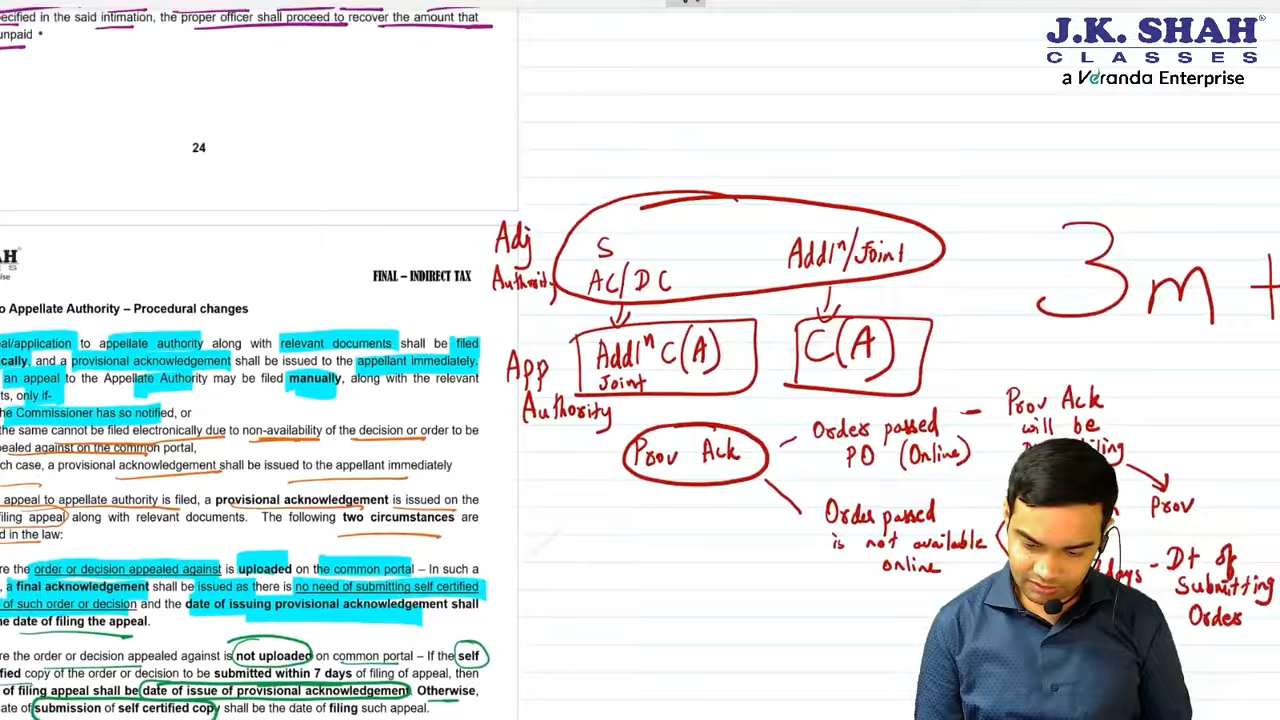 ecified in the said intimation, the proper officer shall proceed to recover the amount that
unpaid
24
AH
FINAL – INDIRECT TAX
o Appellate Authority – Procedural changes
eal/application to appellate authority along with relevant documents shall be filed
ically, and a provisional acknowledgement shall be issued to the appellant immediately.
an appeal to the Appellate Authority may be filed manually, along with the relevant
ts, only if-
he Commissioner has so notified, or
the same cannot be filed electronically due to non-availability of the decision or order to be
ealed against on the common portal,
ch case, a provisional acknowledgement shall be issued to the appellant immediately
appeal to appellate authority is filed, a provisional acknowledgement is issued on the
filing appeal along with relevant documents. The following two circumstances are
d in the law:
re the order or decision appealed against is uploaded on the common portal – In such a
, a final acknowledgement shall be issued as there is no need of submitting self certified
of such order or decision and the date of issuing provisional acknowledgement shall
he date of filing the appeal.
re the order or decision appealed against is not uploaded on common portal – If the self
fied copy of the order or decision to be submitted within 7 days of filing of appeal, then
of filing appeal shall be date of issue of provisional acknowledgement. Otherwise,
ate of submission of self certified copy shall be the date of filing such appeal.
J.K. SHAH
CLASSES
a Veranda Enterprise
Adj
Authority
S
AC/DC
Addlⁿ/Joint
3m +
App
Authority
Addlⁿ C(A)
Joint
C(A)
Prov Ack
Orders passed
PO (Online)
Prov Ack
will be
filing
Prov
Order passed
is not available
online
days - Dt of
Submitting
Order